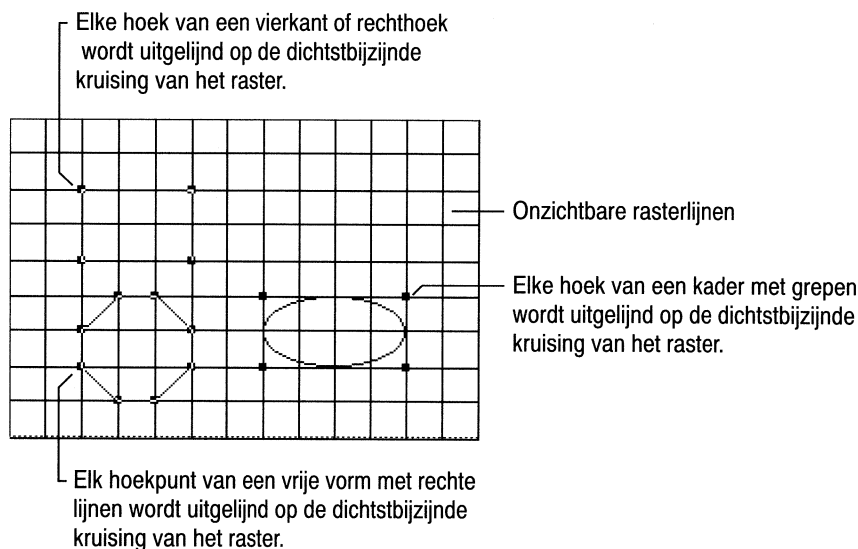 Elke hoek van een vierkant of rechthoek
wordt uitgelijnd op de dichtstbijzijnde
kruising van het raster.
Onzichtbare rasterlijnen
Elke hoek van een kader met grepen
wordt uitgelijnd op de dichtstbijzijnde
kruising van het raster.
Elk hoekpunt van een vrije vorm met rechte
lijnen wordt uitgelijnd op de dichtstbijzijnde
kruising van het raster.